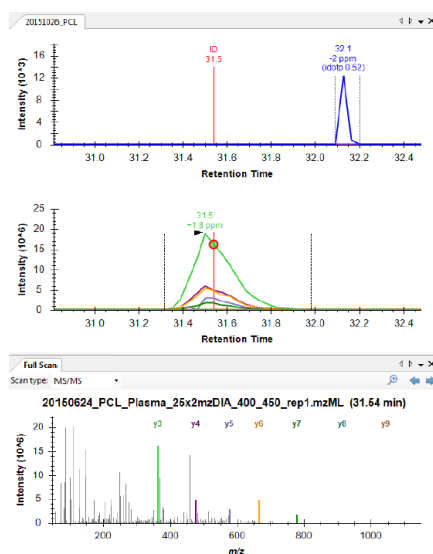 20151026_PCL
ID
31.5
32.1
-2 ppm
(idotp 0.52)
Intensity (10^3)
16
12
8
4
0
31.0 31.2 31.4 31.6 31.8 32.0 32.2 32.4
Retention Time
31.5
+1.8 ppm
Intensity (10^6)
25
20
15
10
5
0
31.0 31.2 31.4 31.6 31.8 32.0 32.2 32.4
Retention Time
Full Scan
Scan type: MS/MS
20150624_PCL_Plasma_25x2mzDIA_400_450_rep1.mzML (31.54 min)
y3 y4 y5 y6 y7 y8 y9
Intensity (10^6)
20
15
10
5
0
200 400 600 800 1000
m/z